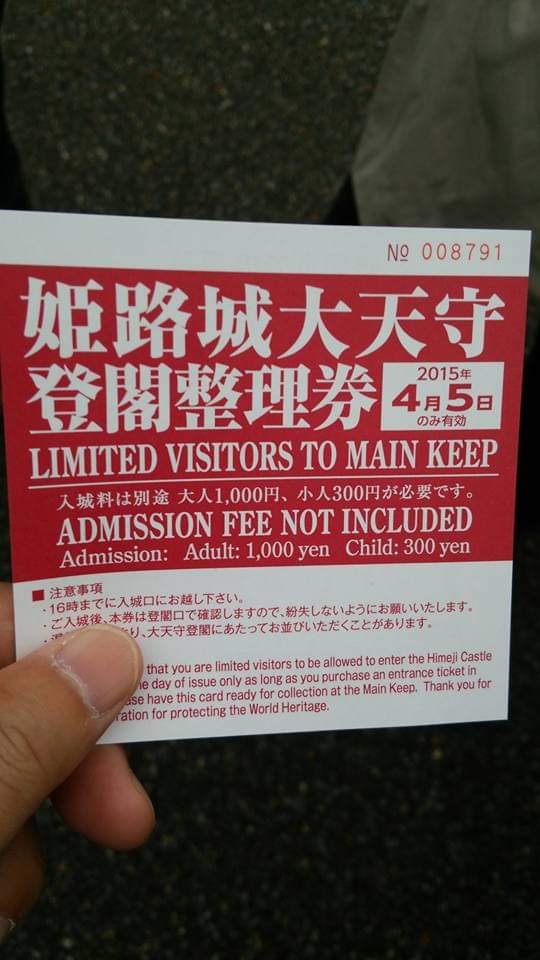 № 008791
姫路城大天守
登閣整理券
2015年
4月5日
のみ有効
LIMITED VISITORS TO MAIN KEEP
入城料は別途 大人1,000円、小人300円が必要です。
ADMISSION FEE NOT INCLUDED
Admission: Adult: 1,000 yen Child: 300 yen
■ 注意事項
・16時までに入城口にお越し下さい。
・ご入城後、本券は登閣口で確認しますので、紛失しないようにお願いいたします。
り、大天守登閣にあたってお並びいただくことがあります。
that you are limited visitors to be allowed to enter the Himeji Castle
day of issue only as long as you purchase an entrance ticket in
have this card ready for collection at the Main Keep. Thank you for
for protecting the World Heritage.